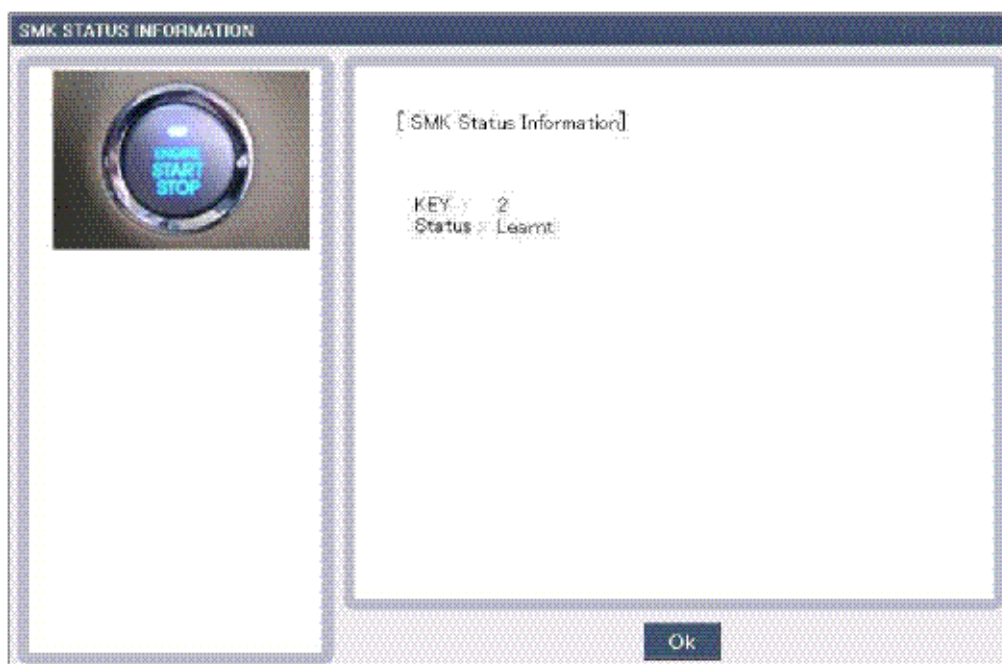 SMK STATUS INFORMATION
ENGINE
START
STOP
[ SMK Status Information]
KEY : 2
Status : Learnt
Ok